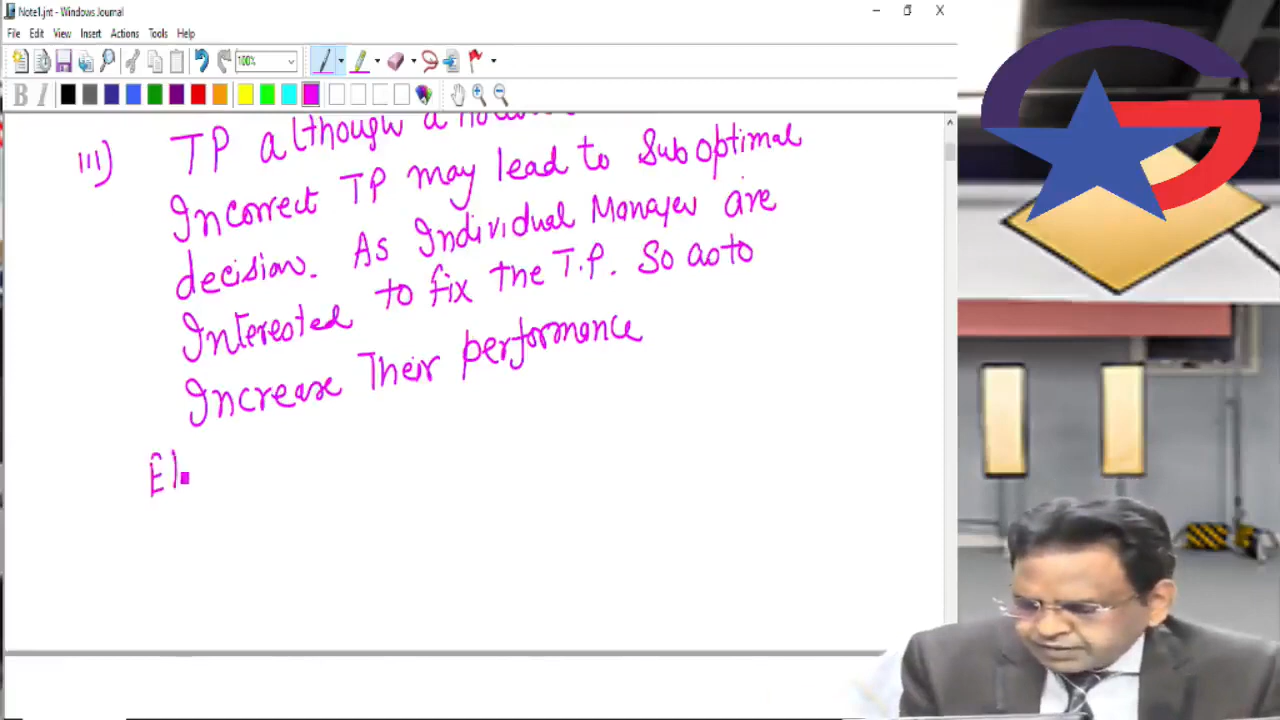 Note1.jnt - Windows Journal
File Edit View Insert Actions Tools Help
100%
B I
III) TP although a
Incorrect TP may lead to Sub optimal
decision. As Individual Manager are
Interested to fix the T.P. So as to
Increase Their performance
El